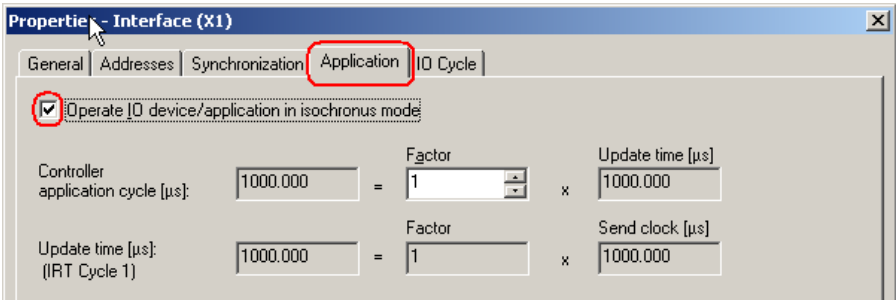 Properties - Interface (X1)
General Addresses Synchronization Application IO Cycle
Operate IO device/application in isochronus mode
Factor Update time [µs]
Controller
application cycle [µs]: 1000.000 = 1 x 1000.000
Factor Send clock [µs]
Update time [µs]: 1000.000 = 1 x 1000.000
(IRT Cycle 1)